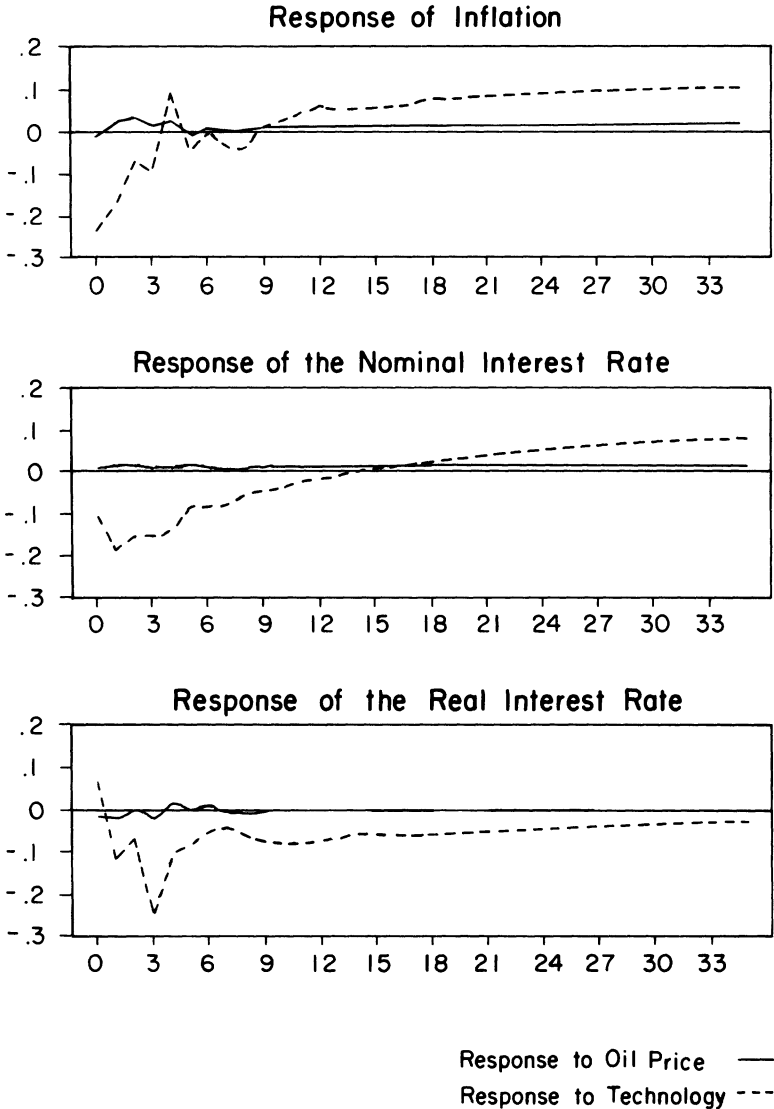 Response of Inflation
.2
.1
0
-.1
-.2
-.3
0 3 6 9 12 15 18 21 24 27 30 33
Response of the Nominal Interest Rate
.2
.1
0
-.1
-.2
-.3
0 3 6 9 12 15 18 21 24 27 30 33
Response of the Real Interest Rate
.2
.1
0
-.1
-.2
-.3
0 3 6 9 12 15 18 21 24 27 30 33
Response to Oil Price
Response to Technology